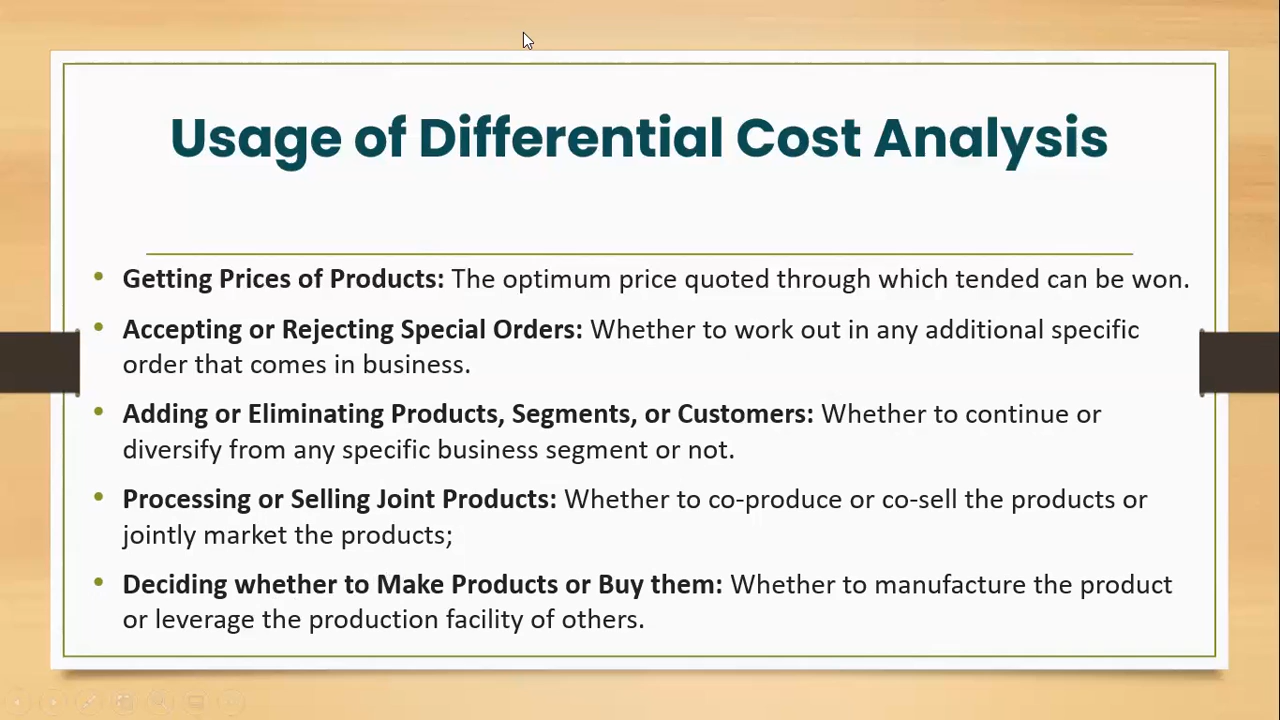 Usage of Differential Cost Analysis
• Getting Prices of Products: The optimum price quoted through which tended can be won.
• Accepting or Rejecting Special Orders: Whether to work out in any additional specific
order that comes in business.
• Adding or Eliminating Products, Segments, or Customers: Whether to continue or
diversify from any specific business segment or not.
• Processing or Selling Joint Products: Whether to co-produce or co-sell the products or
jointly market the products;
• Deciding whether to Make Products or Buy them: Whether to manufacture the product
or leverage the production facility of others.